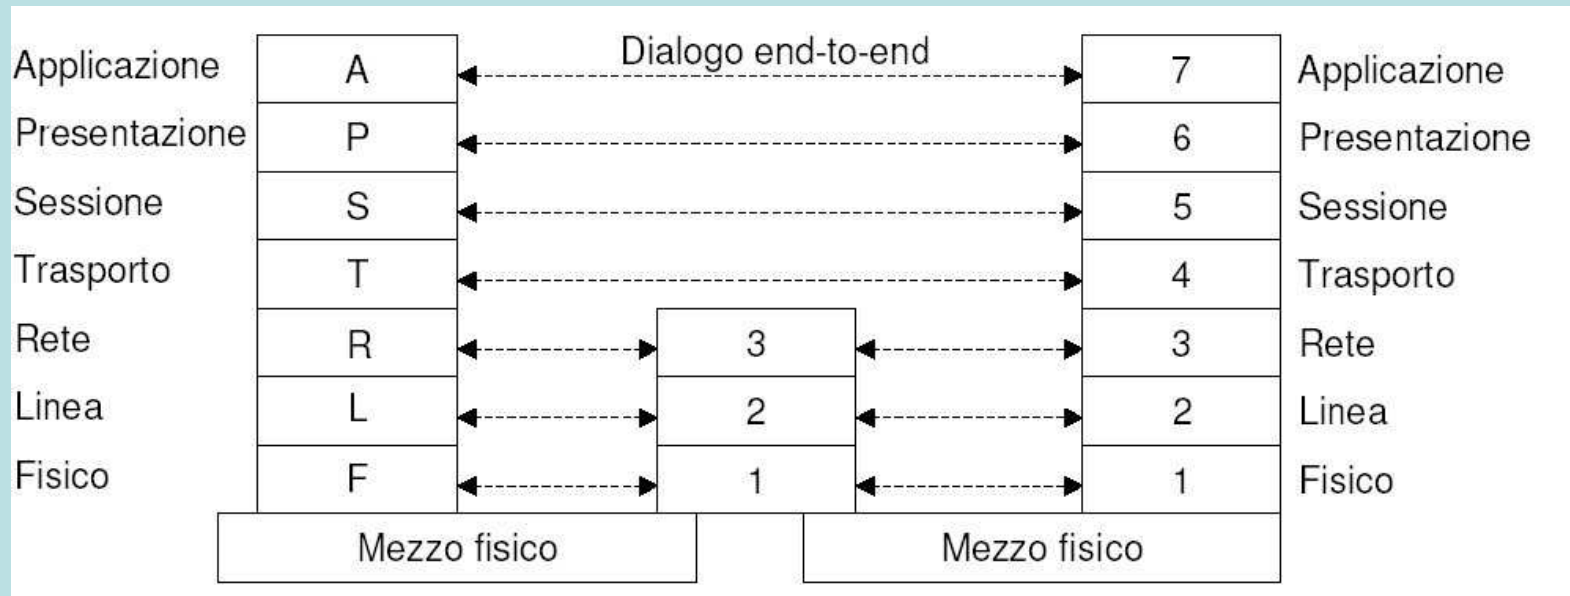 Dialogo end-to-end
Applicazione A 7 Applicazione
Presentazione P 6 Presentazione
Sessione S 5 Sessione
Trasporto T 4 Trasporto
Rete R 3 3 Rete
Linea L 2 2 Linea
Fisico F 1 1 Fisico
Mezzo fisico Mezzo fisico